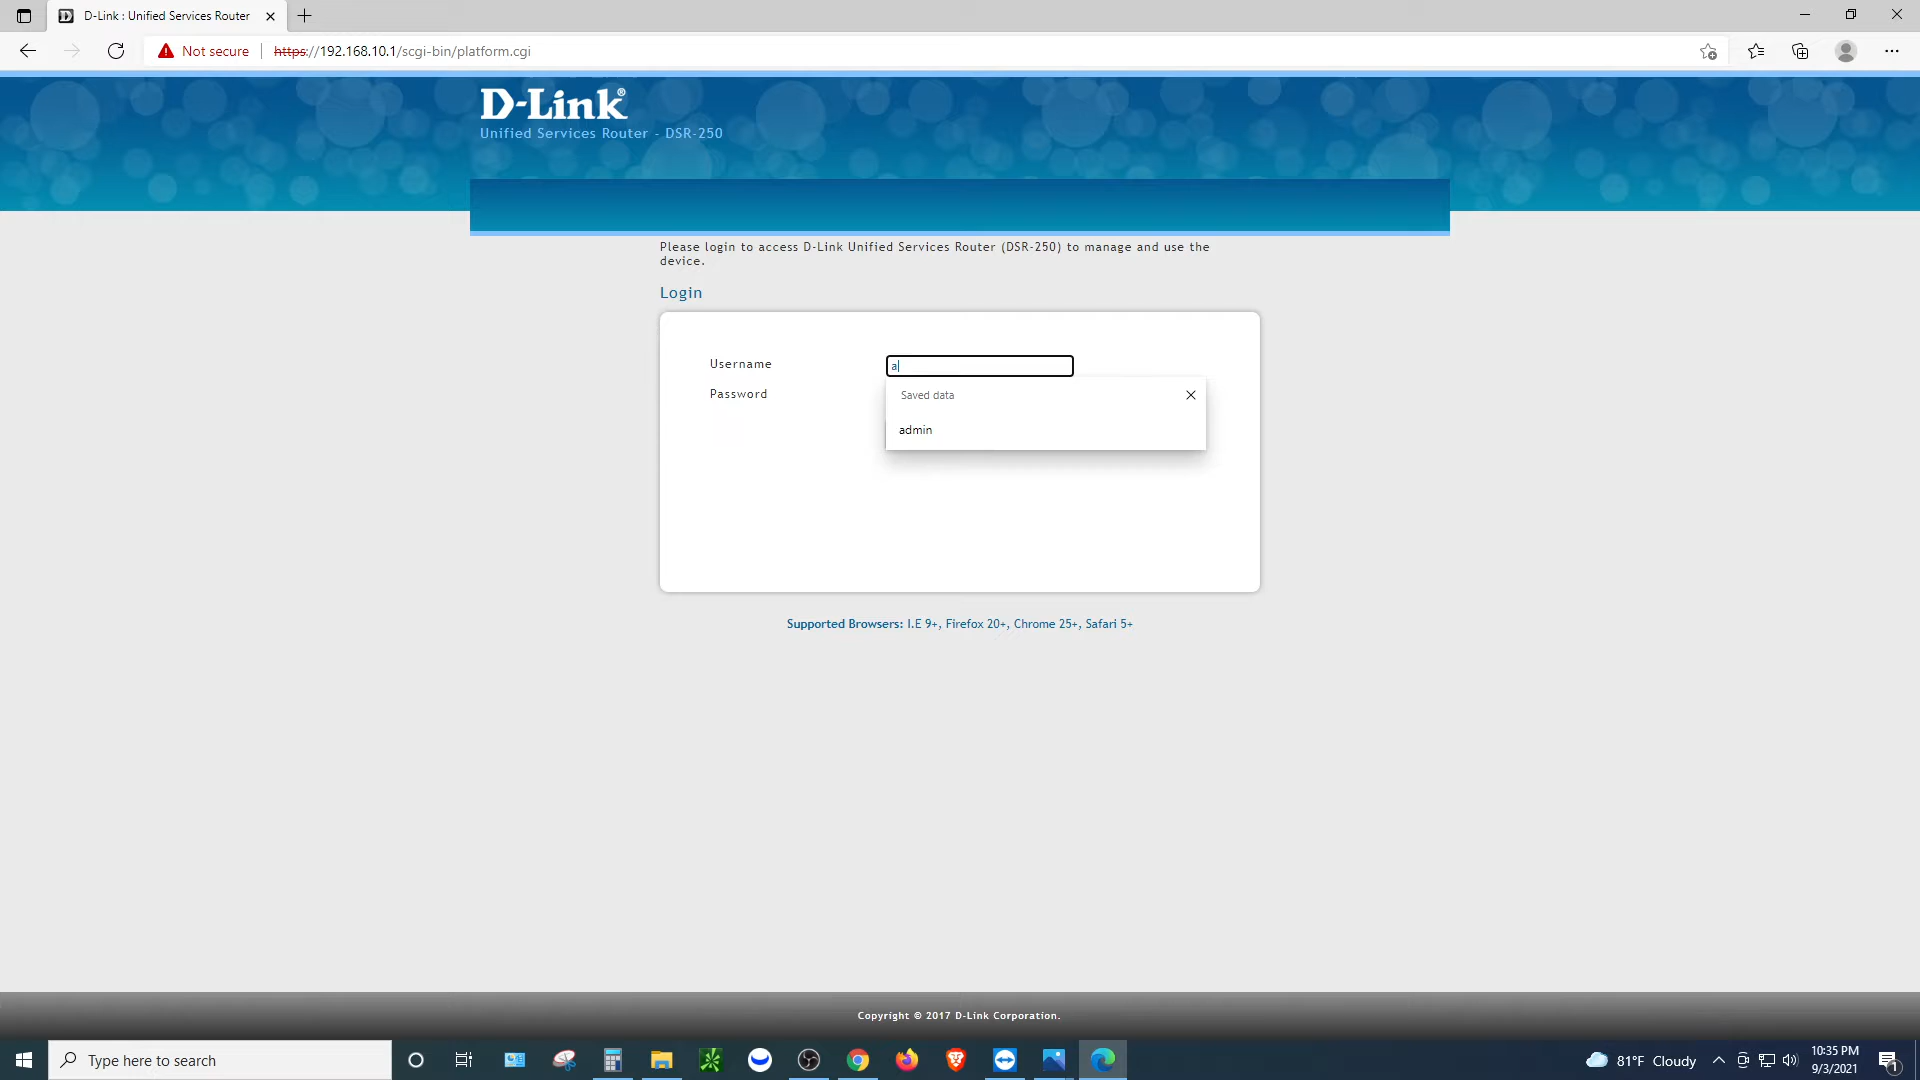 D-Link : Unified Services Router
Not secure
https://192.168.10.1/scgi-bin/platform.cgi
D-Link®
Unified Services Router - DSR-250
Please login to access D-Link Unified Services Router (DSR-250) to manage and use the
device.
Login
Username
a
Password
Saved data
admin
Supported Browsers: I.E 9+, Firefox 20+, Chrome 25+, Safari 5+
Copyright © 2017 D-Link Corporation.
Type here to search
81°F Cloudy
10:35 PM
9/3/2021
1